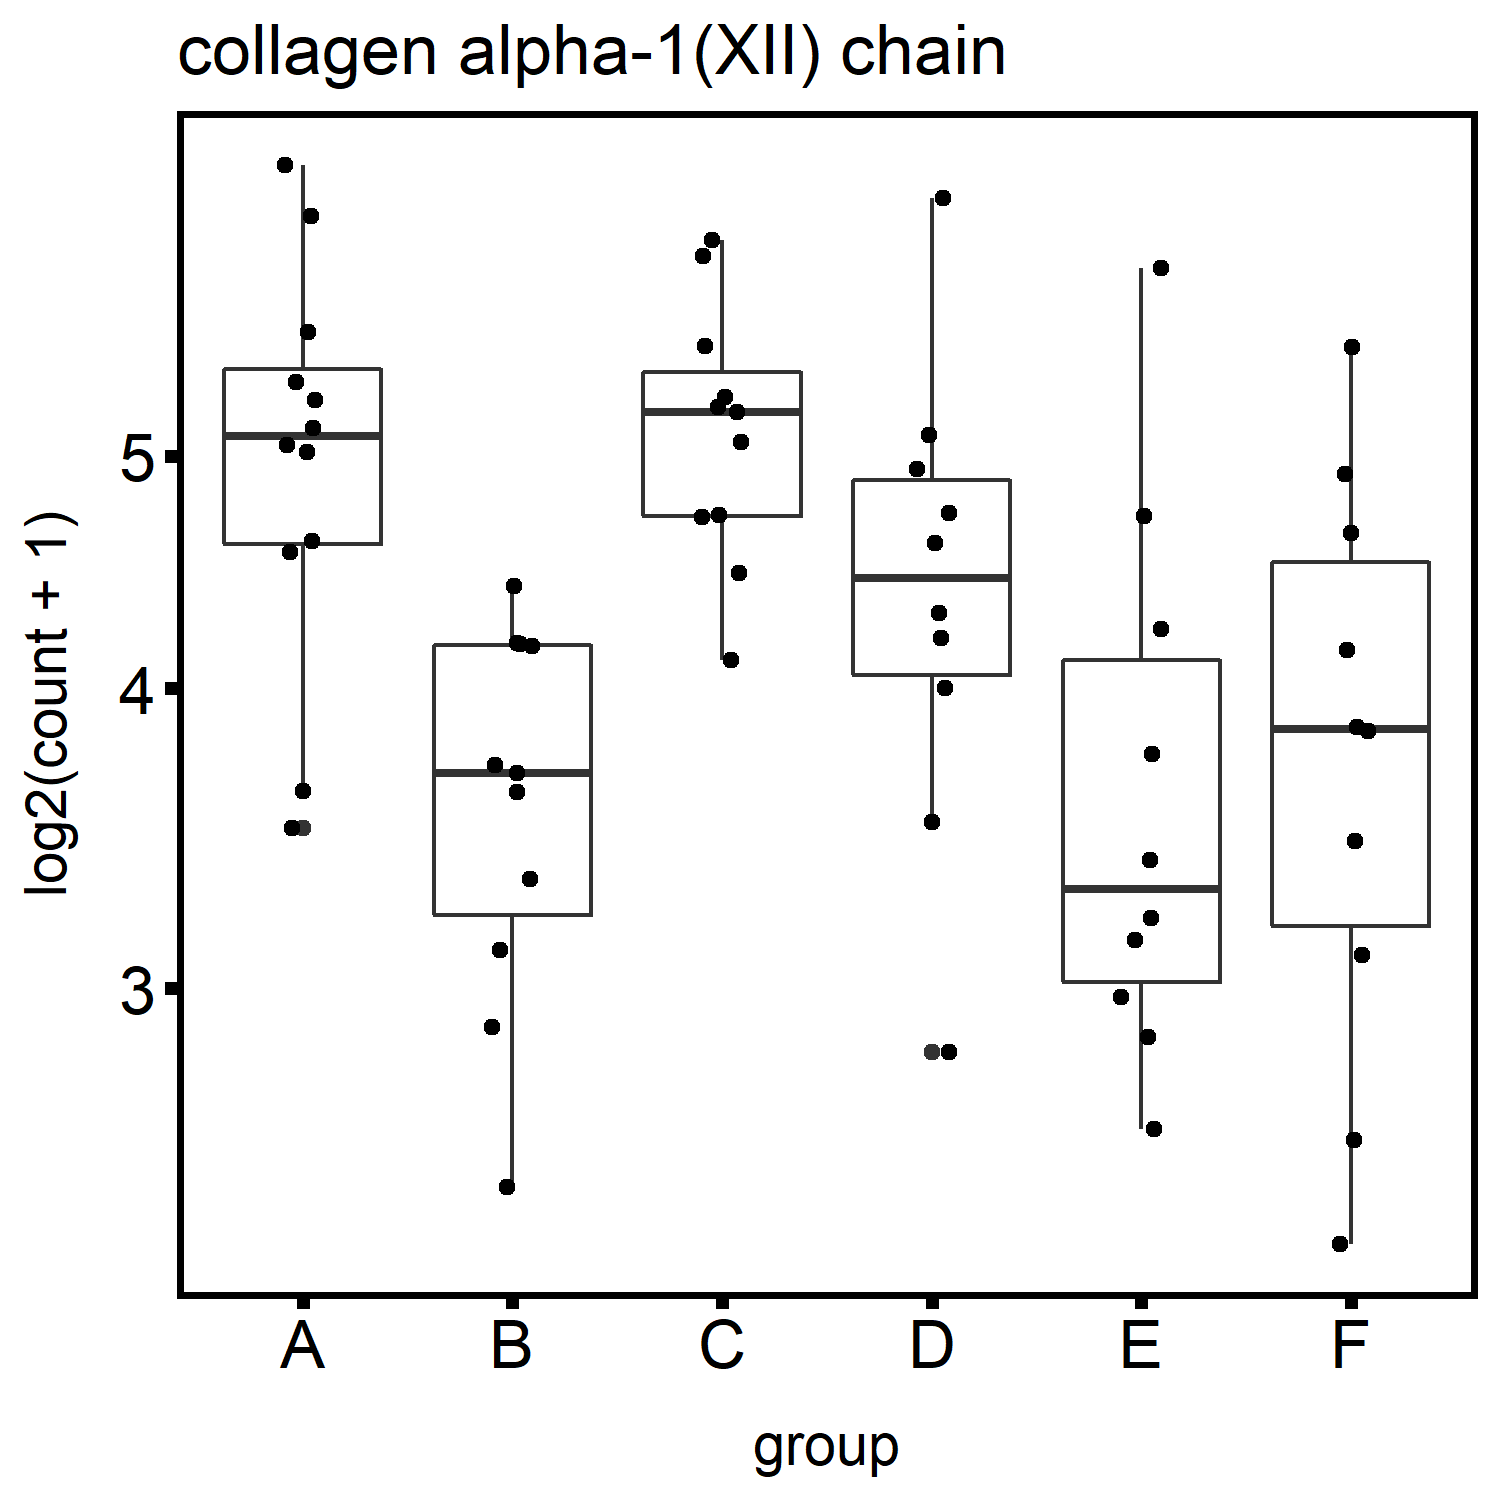 collagen alpha-1(XII) chain
log2(count + 1)
5
4
3
A B C D E F
group